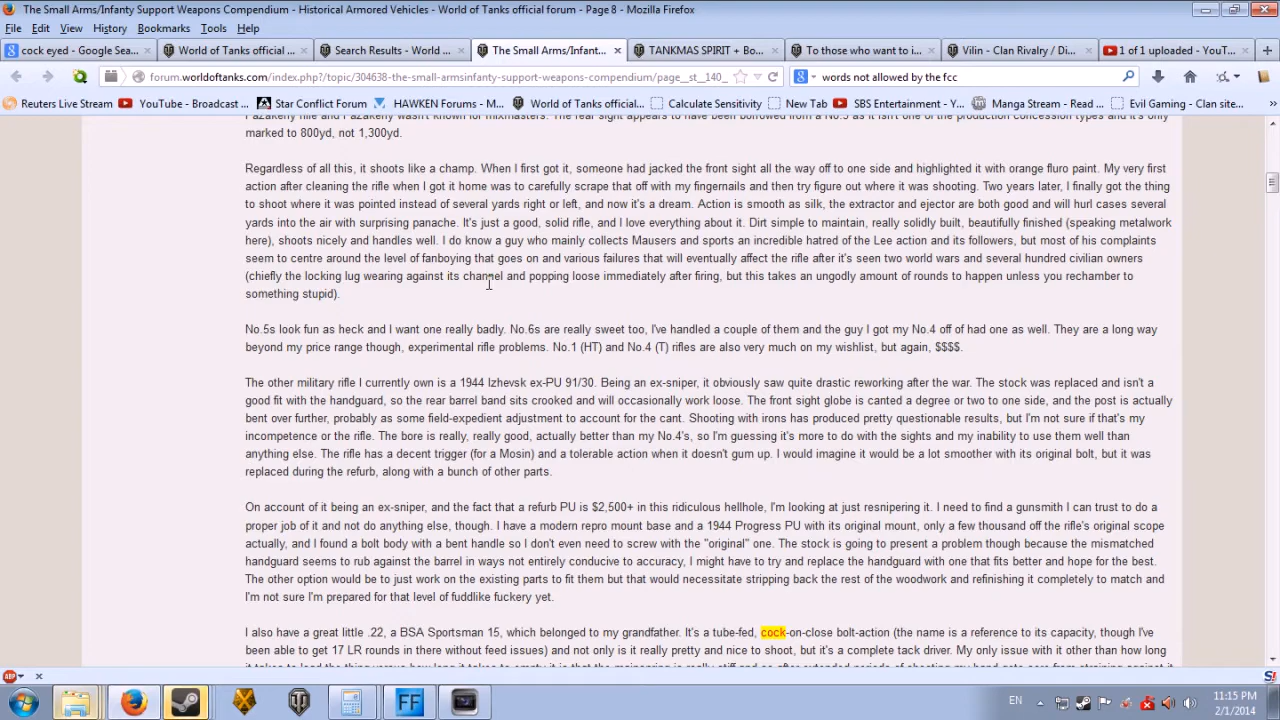 The Small Arms/Infanty Support Weapons Compendium - Historical Armored Vehicles - World of Tanks official forum - Page 8 - Mozilla Firefox
File Edit View History Bookmarks Tools Help
cock eyed - Google Sea...
World of Tanks official ...
Search Results - World ...
The Small Arms/Infant...
TANKMAS SPIRIT + Bo...
To those who want to i...
Vilin - Clan Rivalry / Di...
1 of 1 uploaded - YouT...
forum.worldoftanks.com/index.php?/topic/304638-the-small-armsinfanty-support-weapons-compendium/page__st__140_
words not allowed by the fcc
Reuters Live Stream YouTube - Broadcast ... Star Conflict Forum HAWKEN Forums - M... World of Tanks official... Calculate Sensitivity New Tab SBS Entertainment - Y... Manga Stream - Read ... Evil Gaming - Clan site... »
marked to 800yd, not 1,300yd.
Regardless of all this, it shoots like a champ. When I first got it, someone had jacked the front sight all the way off to one side and highlighted it with orange fluro paint. My very first
action after cleaning the rifle when I got it home was to carefully scrape that off with my fingernails and then try figure out where it was shooting. Two years later, I finally got the thing
to shoot where it was pointed instead of several yards right or left, and now it's a dream. Action is smooth as silk, the extractor and ejector are both good and will hurl cases several
yards into the air with surprising panache. It's just a good, solid rifle, and I love everything about it. Dirt simple to maintain, really solidly built, beautifully finished (speaking metalwork
here), shoots nicely and handles well. I do know a guy who mainly collects Mausers and sports an incredible hatred of the Lee action and its followers, but most of his complaints
seem to centre around the level of fanboying that goes on and various failures that will eventually affect the rifle after it's seen two world wars and several hundred civilian owners
(chiefly the locking lug wearing against its channel and popping loose immediately after firing, but this takes an ungodly amount of rounds to happen unless you rechamber to
something stupid).
No.5s look fun as heck and I want one really badly. No.6s are really sweet too, I've handled a couple of them and the guy I got my No.4 off of had one as well. They are a long way
beyond my price range though, experimental rifle problems. No.1 (HT) and No.4 (T) rifles are also very much on my wishlist, but again, $$$$.
The other military rifle I currently own is a 1944 Izhevsk ex-PU 91/30. Being an ex-sniper, it obviously saw quite drastic reworking after the war. The stock was replaced and isn't a
good fit with the handguard, so the rear barrel band sits crooked and will occasionally work loose. The front sight globe is canted a degree or two to one side, and the post is actually
bent over further, probably as some field-expedient adjustment to account for the cant. Shooting with irons has produced pretty questionable results, but I'm not sure if that's my
incompetence or the rifle. The bore is really, really good, actually better than my No.4's, so I'm guessing it's more to do with the sights and my inability to use them well than
anything else. The rifle has a decent trigger (for a Mosin) and a tolerable action when it doesn't gum up. I would imagine it would be a lot smoother with its original bolt, but it was
replaced during the refurb, along with a bunch of other parts.
On account of it being an ex-sniper, and the fact that a refurb PU is $2,500+ in this ridiculous hellhole, I'm looking at just resnipering it. I need to find a gunsmith I can trust to do a
proper job of it and not do anything else, though. I have a modern repro mount base and a 1944 Progress PU with its original mount, only a few thousand off the rifle's original scope
actually, and I found a bolt body with a bent handle so I don't even need to screw with the "original" one. The stock is going to present a problem though because the mismatched
handguard seems to rub against the barrel in ways not entirely conducive to accuracy, I might have to try and replace the handguard with one that fits better and hope for the best.
The other option would be to just work on the existing parts to fit them but that would necessitate stripping back the rest of the woodwork and refinishing it completely to match and
I'm not sure I'm prepared for that level of fuddlike fuckery yet.
I also have a great little .22, a BSA Sportsman 15, which belonged to my grandfather. It's a tube-fed, cock-on-close bolt-action (the name is a reference to its capacity, though I've
been able to get 17 LR rounds in there without feed issues) and not only is it really pretty and nice to shoot, but it's a complete tack driver. My only issue with it other than how long
ABP
FF
EN
11:15 PM
2/1/2014